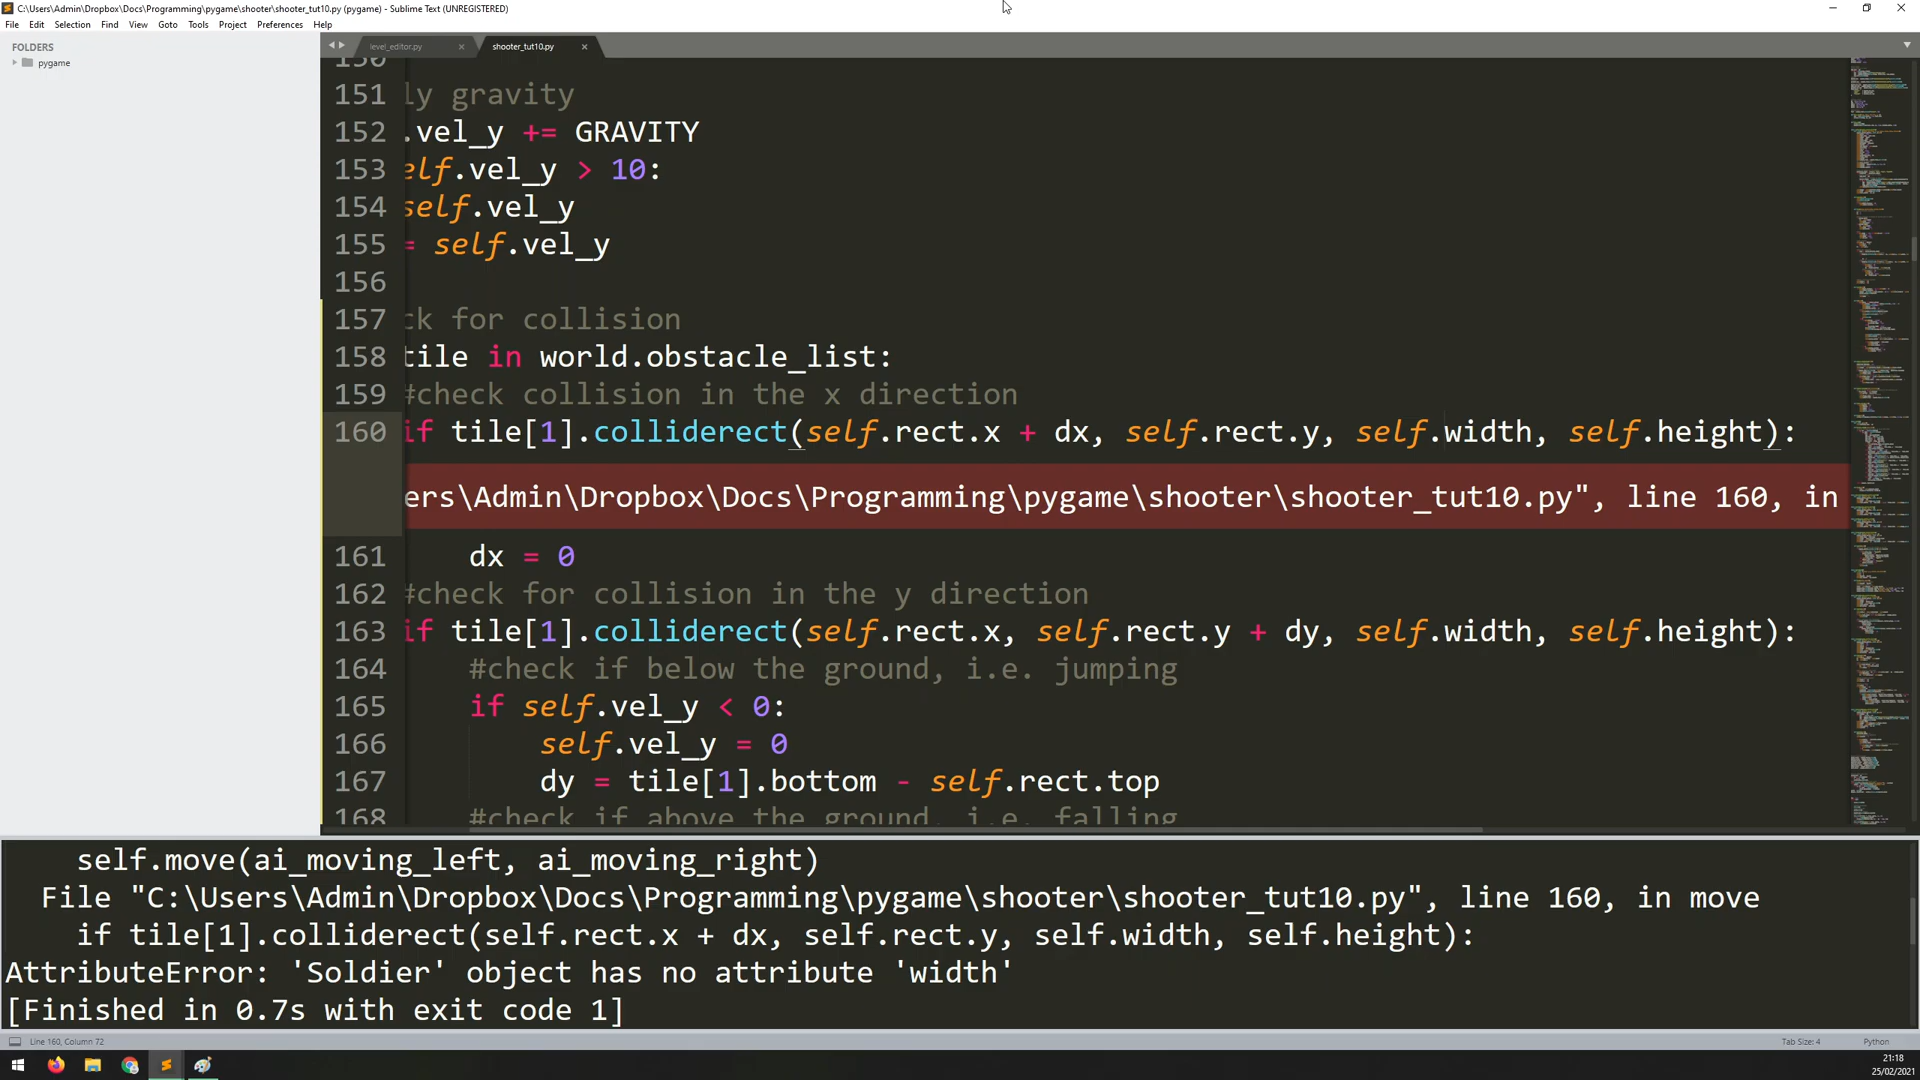 C:\Users\Admin\Dropbox\Docs\Programming\pygame\shooter\shooter_tut10.py (pygame) - Sublime Text (UNREGISTERED)
File Edit Selection Find View Goto Tools Project Preferences Help
FOLDERS
pygame
level_editor.py
shooter_tut10.py
150
151 ly gravity
152 .vel_y += GRAVITY
153 elf.vel_y > 10:
154 self.vel_y
155 = self.vel_y
156
157 ck for collision
158 tile in world.obstacle_list:
159 #check collision in the x direction
160 if tile[1].colliderect(self.rect.x + dx, self.rect.y, self.width, self.height):
ers\Admin\Dropbox\Docs\Programming\pygame\shooter\shooter_tut10.py", line 160, in
161 dx = 0
162 #check for collision in the y direction
163 if tile[1].colliderect(self.rect.x, self.rect.y + dy, self.width, self.height):
164 #check if below the ground, i.e. jumping
165 if self.vel_y < 0:
166 self.vel_y = 0
167 dy = tile[1].bottom - self.rect.top
168 #check if above the ground, i.e. falling
self.move(ai_moving_left, ai_moving_right)
File "C:\Users\Admin\Dropbox\Docs\Programming\pygame\shooter\shooter_tut10.py", line 160, in move
if tile[1].colliderect(self.rect.x + dx, self.rect.y, self.width, self.height):
AttributeError: 'Soldier' object has no attribute 'width'
[Finished in 0.7s with exit code 1]
Line 160, Column 72
Tab Size: 4
Python
21:18
25/02/2021